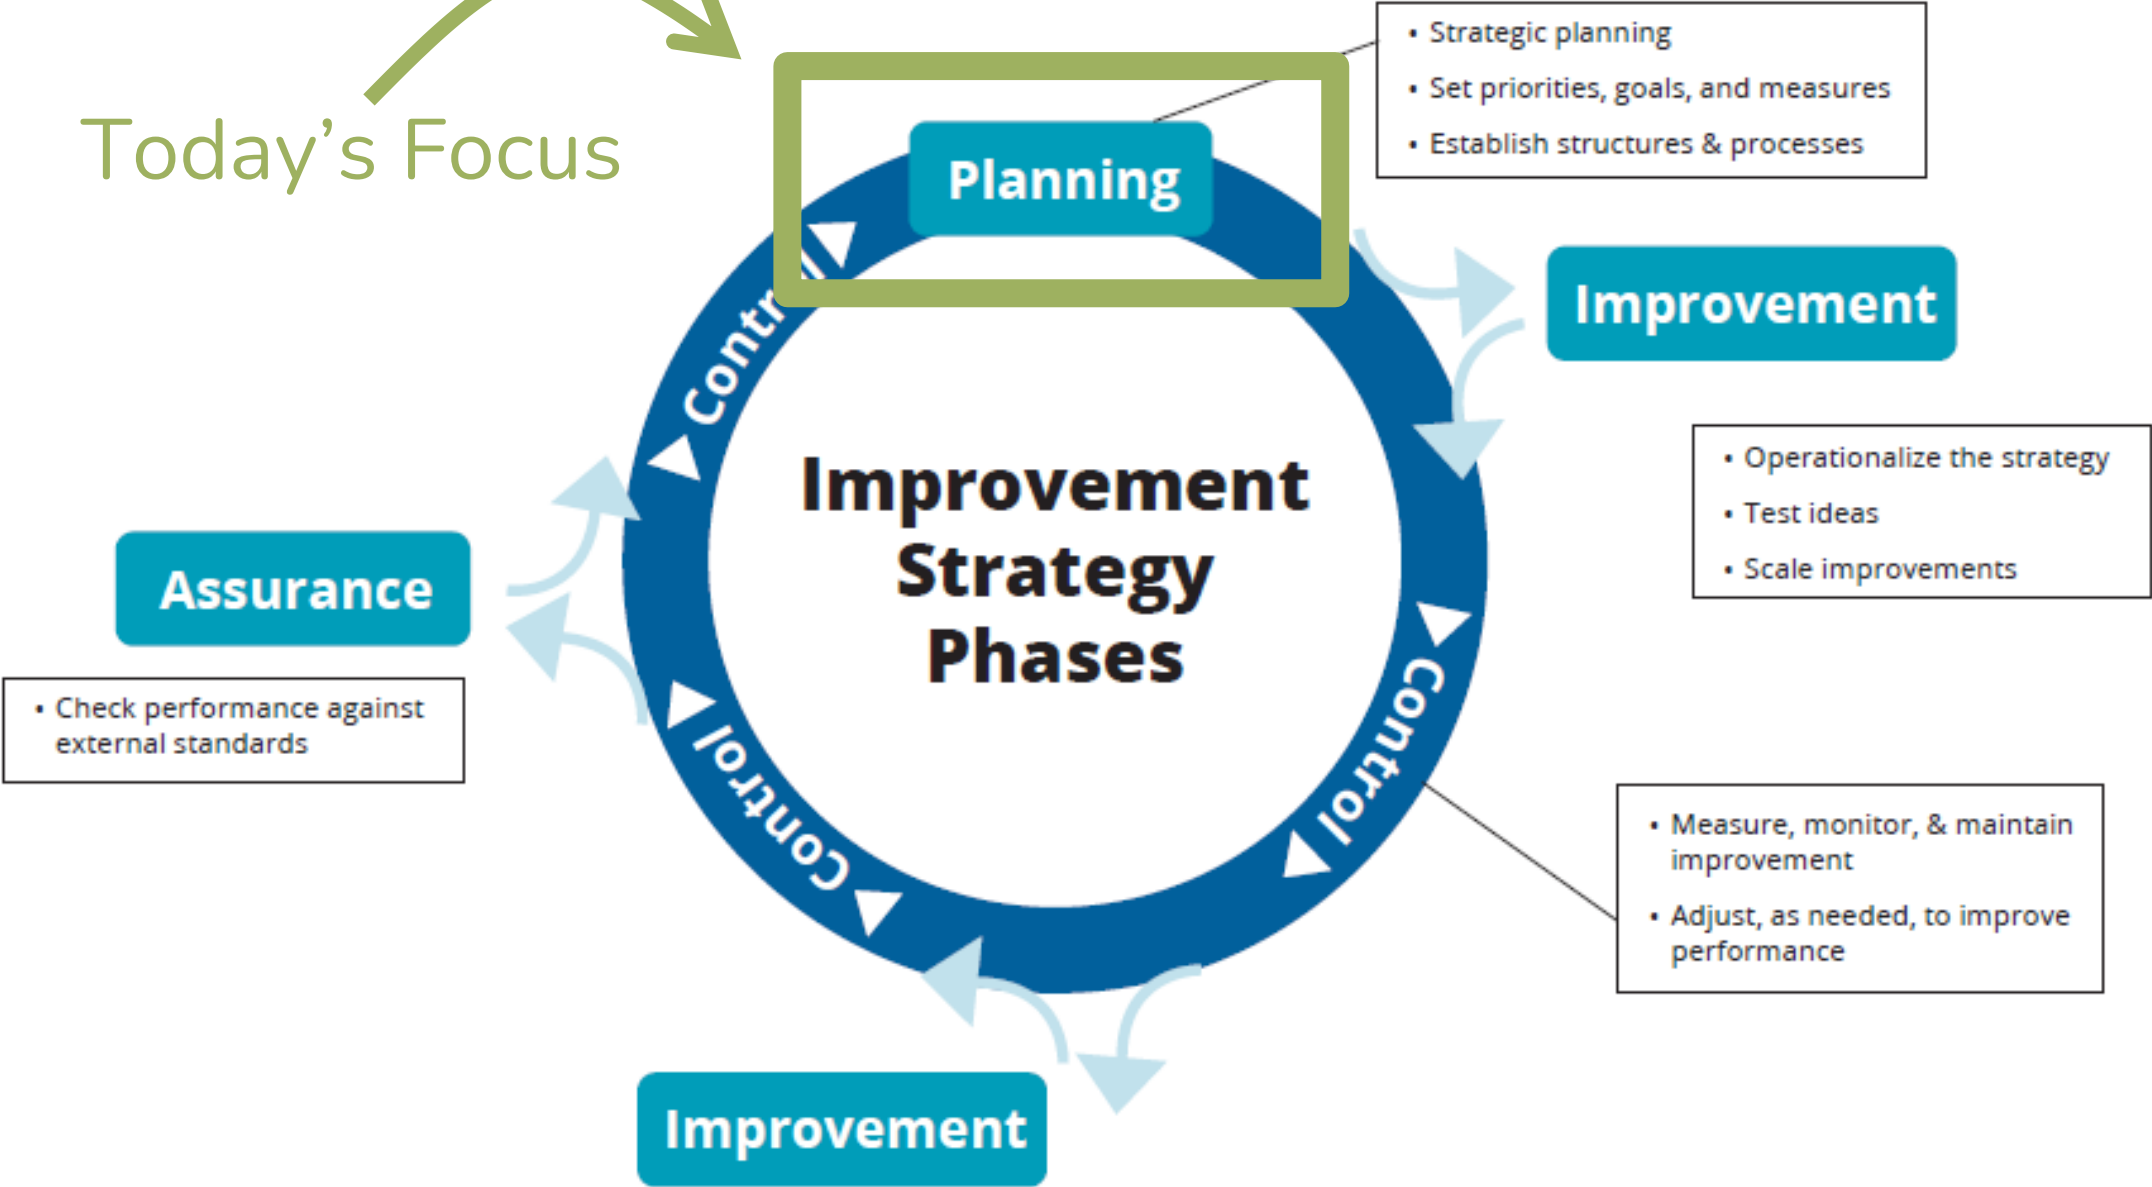 Today's Focus
Planning
• Strategic planning
• Set priorities, goals, and measures
• Establish structures & processes
Improvement
• Operationalize the strategy
• Test ideas
• Scale improvements
Control
• Measure, monitor, & maintain
improvement
• Adjust, as needed, to improve
performance
Improvement
Control
Assurance
• Check performance against
external standards
Control
Improvement
Strategy
Phases